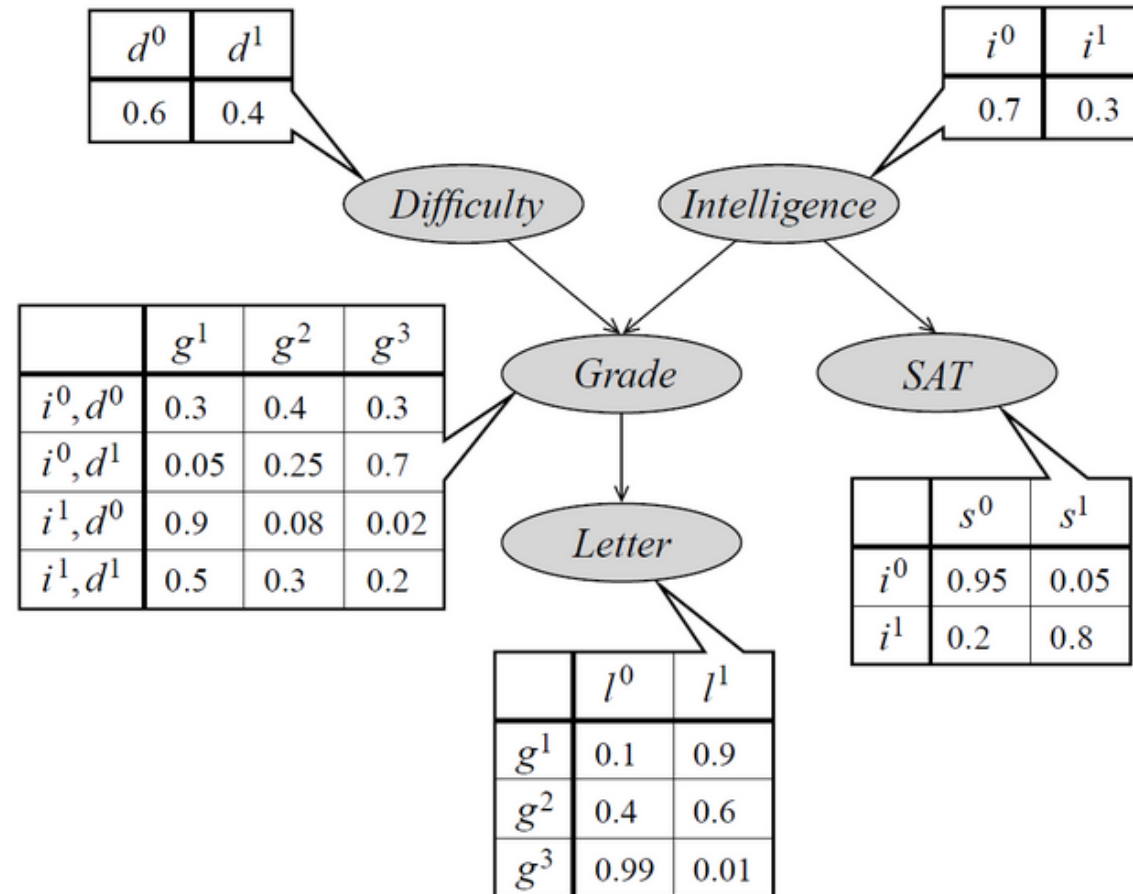 d⁰ d¹
0.6 0.4
i⁰ i¹
0.7 0.3
Difficulty
Intelligence
g¹ g² g³
i⁰,d⁰ 0.3 0.4 0.3
i⁰,d¹ 0.05 0.25 0.7
i¹,d⁰ 0.9 0.08 0.02
i¹,d¹ 0.5 0.3 0.2
Grade
SAT
Letter
s⁰ s¹
i⁰ 0.95 0.05
i¹ 0.2 0.8
l⁰ l¹
g¹ 0.1 0.9
g² 0.4 0.6
g³ 0.99 0.01